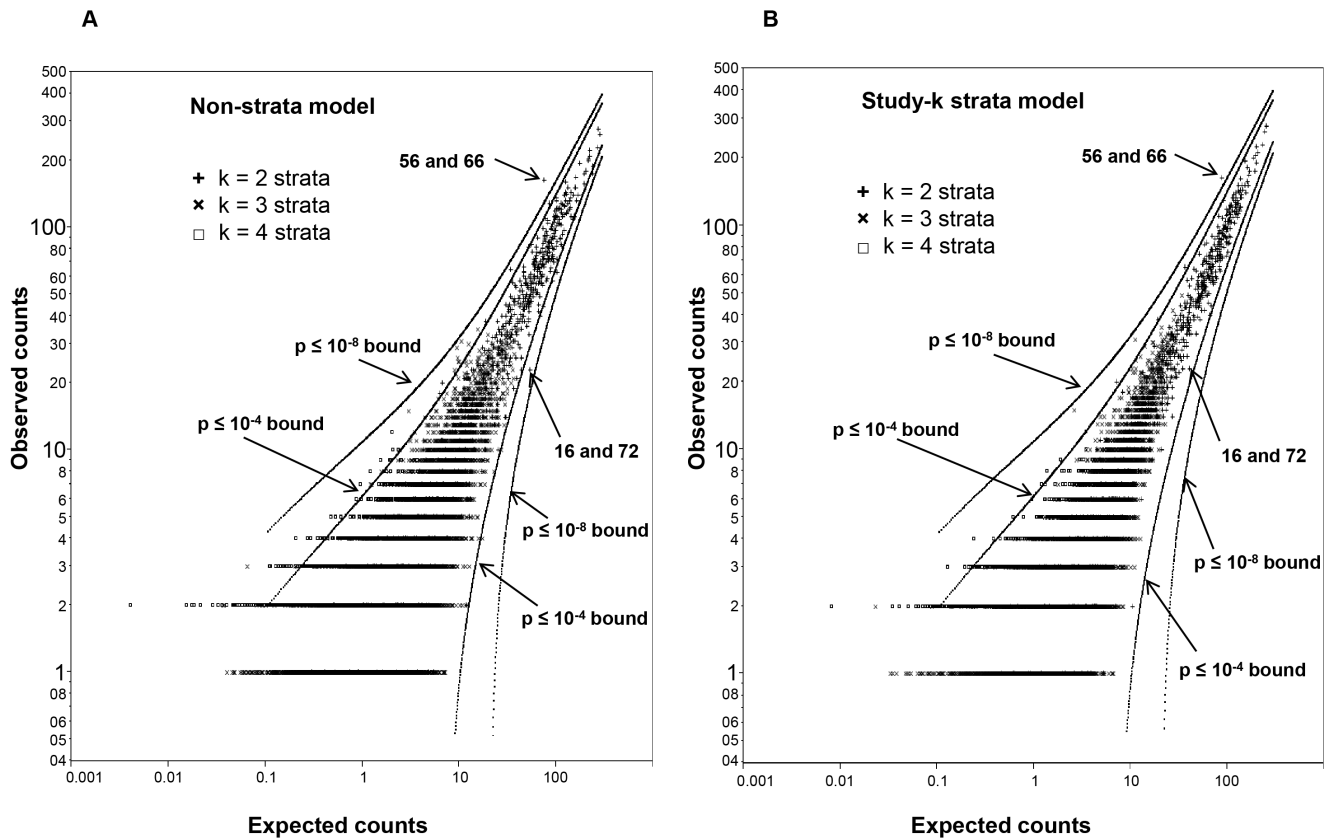 A
Non-strata model
56 and 66
+ k = 2 strata
× k = 3 strata
□ k = 4 strata
p ≤ 10-8 bound
p ≤ 10-4 bound
16 and 72
p ≤ 10-8 bound
p ≤ 10-4 bound
500
400
300
200
100
80
60
50
40
30
20
10
8
6
5
4
3
2
1
08
06
05
04
0.001 0.01 0.1 1 10 100
Observed counts
Expected counts
B
Study-k strata model
56 and 66
+ k = 2 strata
× k = 3 strata
□ k = 4 strata
p ≤ 10-8 bound
p ≤ 10-4 bound
16 and 72
p ≤ 10-8 bound
p ≤ 10-4 bound
500
400
300
200
100
80
60
50
40
30
20
10
8
6
5
4
3
2
1
08
06
05
04
0.001 0.01 0.1 1 10 100
Observed counts
Expected counts